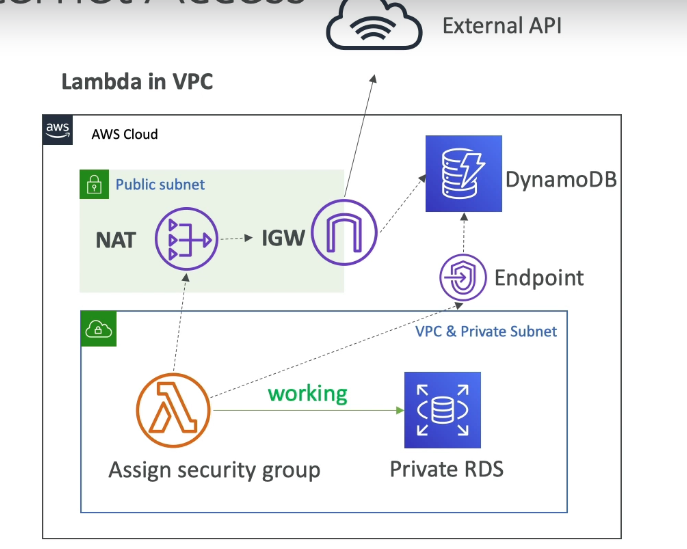 External API
Lambda in VPC
aws
AWS Cloud
Public subnet
DynamoDB
NAT
IGW
Endpoint
VPC & Private Subnet
working
Assign security group
Private RDS